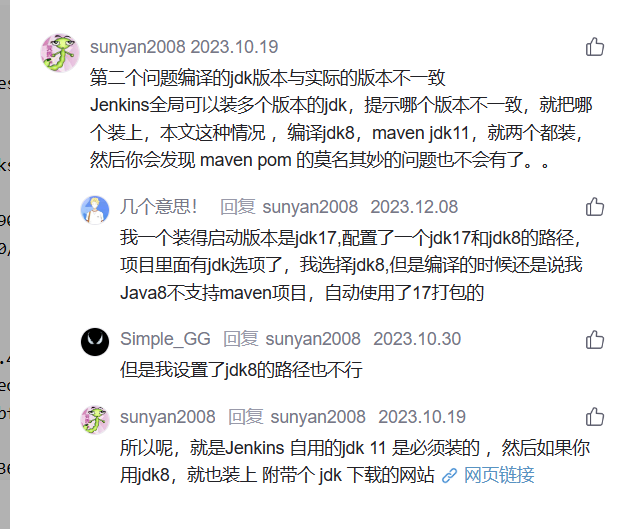 sunyan2008 2023.10.19
第二个问题编译的jdk版本与实际的版本不一致
Jenkins全局可以装多个版本的jdk，提示哪个版本不一致，就把哪
个装上，本文这种情况 ，编译jdk8，maven jdk11，就两个都装，
然后你会发现 maven pom 的莫名其妙的问题也不会有了。。
几个意思！ 回复 sunyan2008 2023.12.08
我一个装得启动版本是jdk17,配置了一个jdk17和jdk8的路径，
项目里面有jdk选项了，我选择jdk8,但是编译的时候还是说我
Java8不支持maven项目，自动使用了17打包的
Simple_GG 回复 sunyan2008 2023.10.30
但是我设置了jdk8的路径也不行
sunyan2008 回复 sunyan2008 2023.10.19
所以呢，就是Jenkins 自用的jdk 11 是必须装的 ，然后如果你
用jdk8，就也装上 附带个 jdk 下载的网站 网页链接